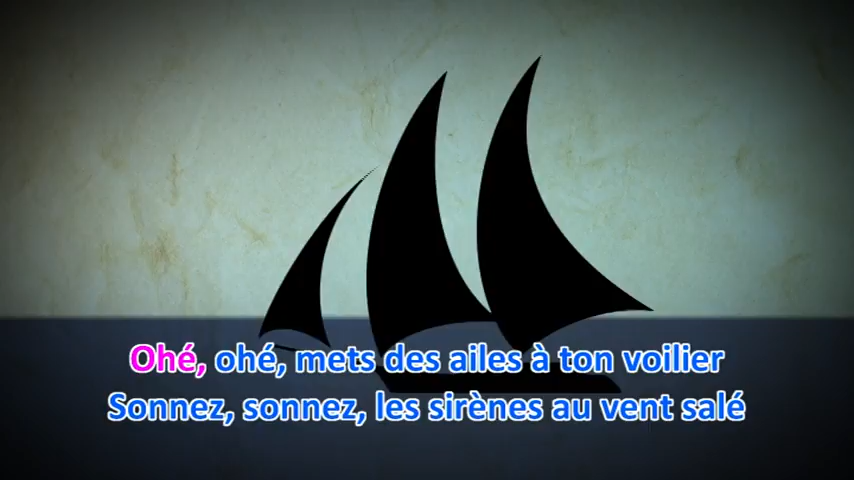 Ohé, ohé, mets des ailes à ton voilier
Sonnez, sonnez, les sirènes au vent salé